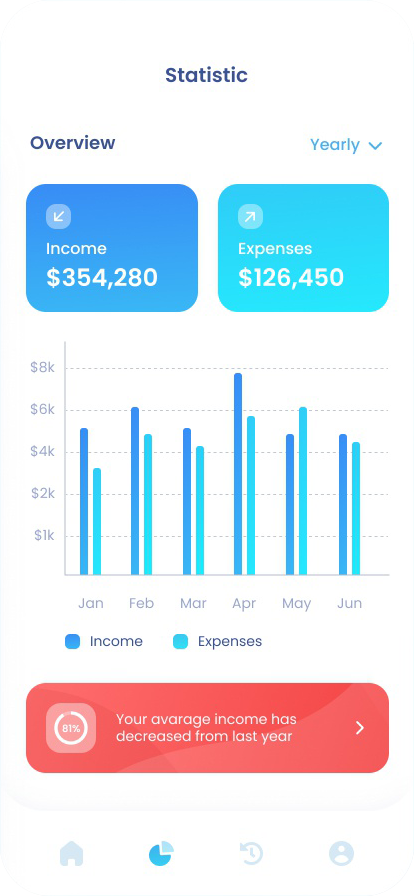 Statistic
Overview
Yearly
Income
$354,280
Expenses
$126,450
$8k
$6k
$4k
$2k
$1k
Jan Feb Mar Apr May Jun
Income Expenses
81%
Your avarage income has
decreased from last year